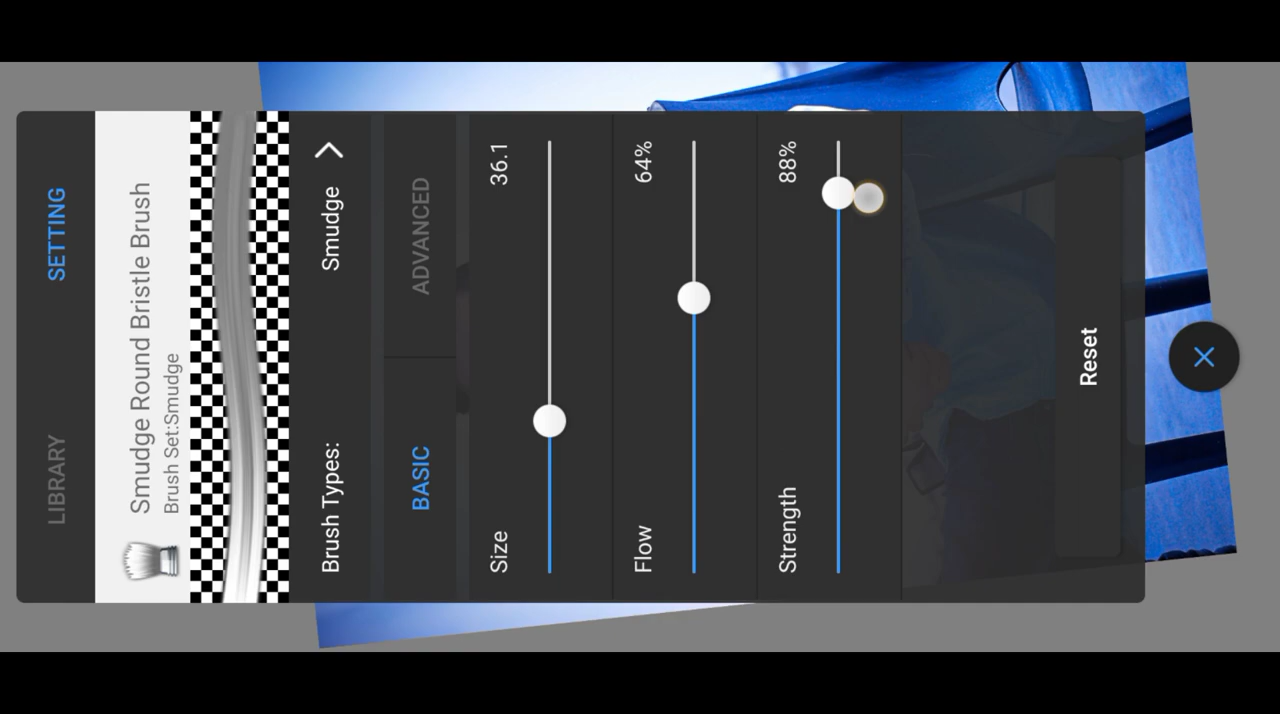 LIBRARY
SETTING
Smudge Round Bristle Brush
Brush Set:Smudge
Brush Types:
Smudge
BASIC
ADVANCED
Size
36.1
Flow
64%
Strength
88%
Reset